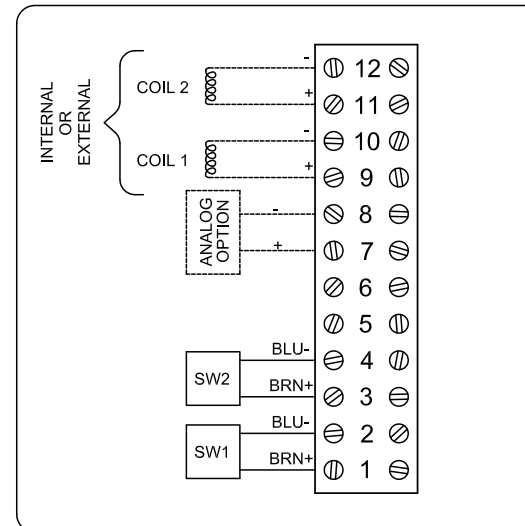 INTERNAL
OR
EXTERNAL
COIL 2
-
+
COIL 1
-
+
ANALOG
OPTION
-
+
SW2
BLU-
BRN+
SW1
BLU-
BRN+
12
11
10
9
8
7
6
5
4
3
2
1